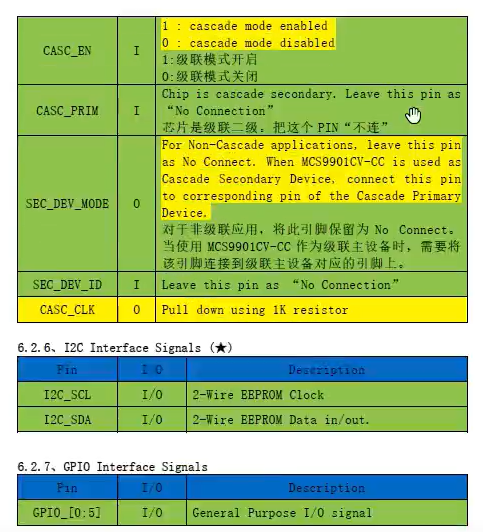 CASC_EN I 1 : cascade mode enabled
0 : cascade mode disabled
1:级联模式开启
0:级联模式关闭
CASC_PRIM I Chip is cascade secondary. Leave this pin as
“No Connection”
芯片是级联二级。把这个 PIN“不连”
SEC_DEV_MODE O For Non-Cascade applications, leave this pin
as No Connect. When MCS9901CV-CC is used as
Cascade Secondary Device, connect this pin
to corresponding pin of the Cascade Primary
Device.
对于非级联应用，将此引脚保留为 No Connect。
当使用 MCS9901CV-CC 作为级联主设备时，需要将
该引脚连接到级联主设备对应的引脚上。
SEC_DEV_ID I Leave this pin as “No Connection”
CASC_CLK O Pull down using 1K resistor
6.2.6、I2C Interface Signals (★)
Pin I/O Description
I2C_SCL I/O 2-Wire EEPROM Clock
I2C_SDA I/O 2-Wire EEPROM Data in/out.
6.2.7、GPIO Interface Signals
Pin I/O Description
GPIO_[0:5] I/O General Purpose I/O signal